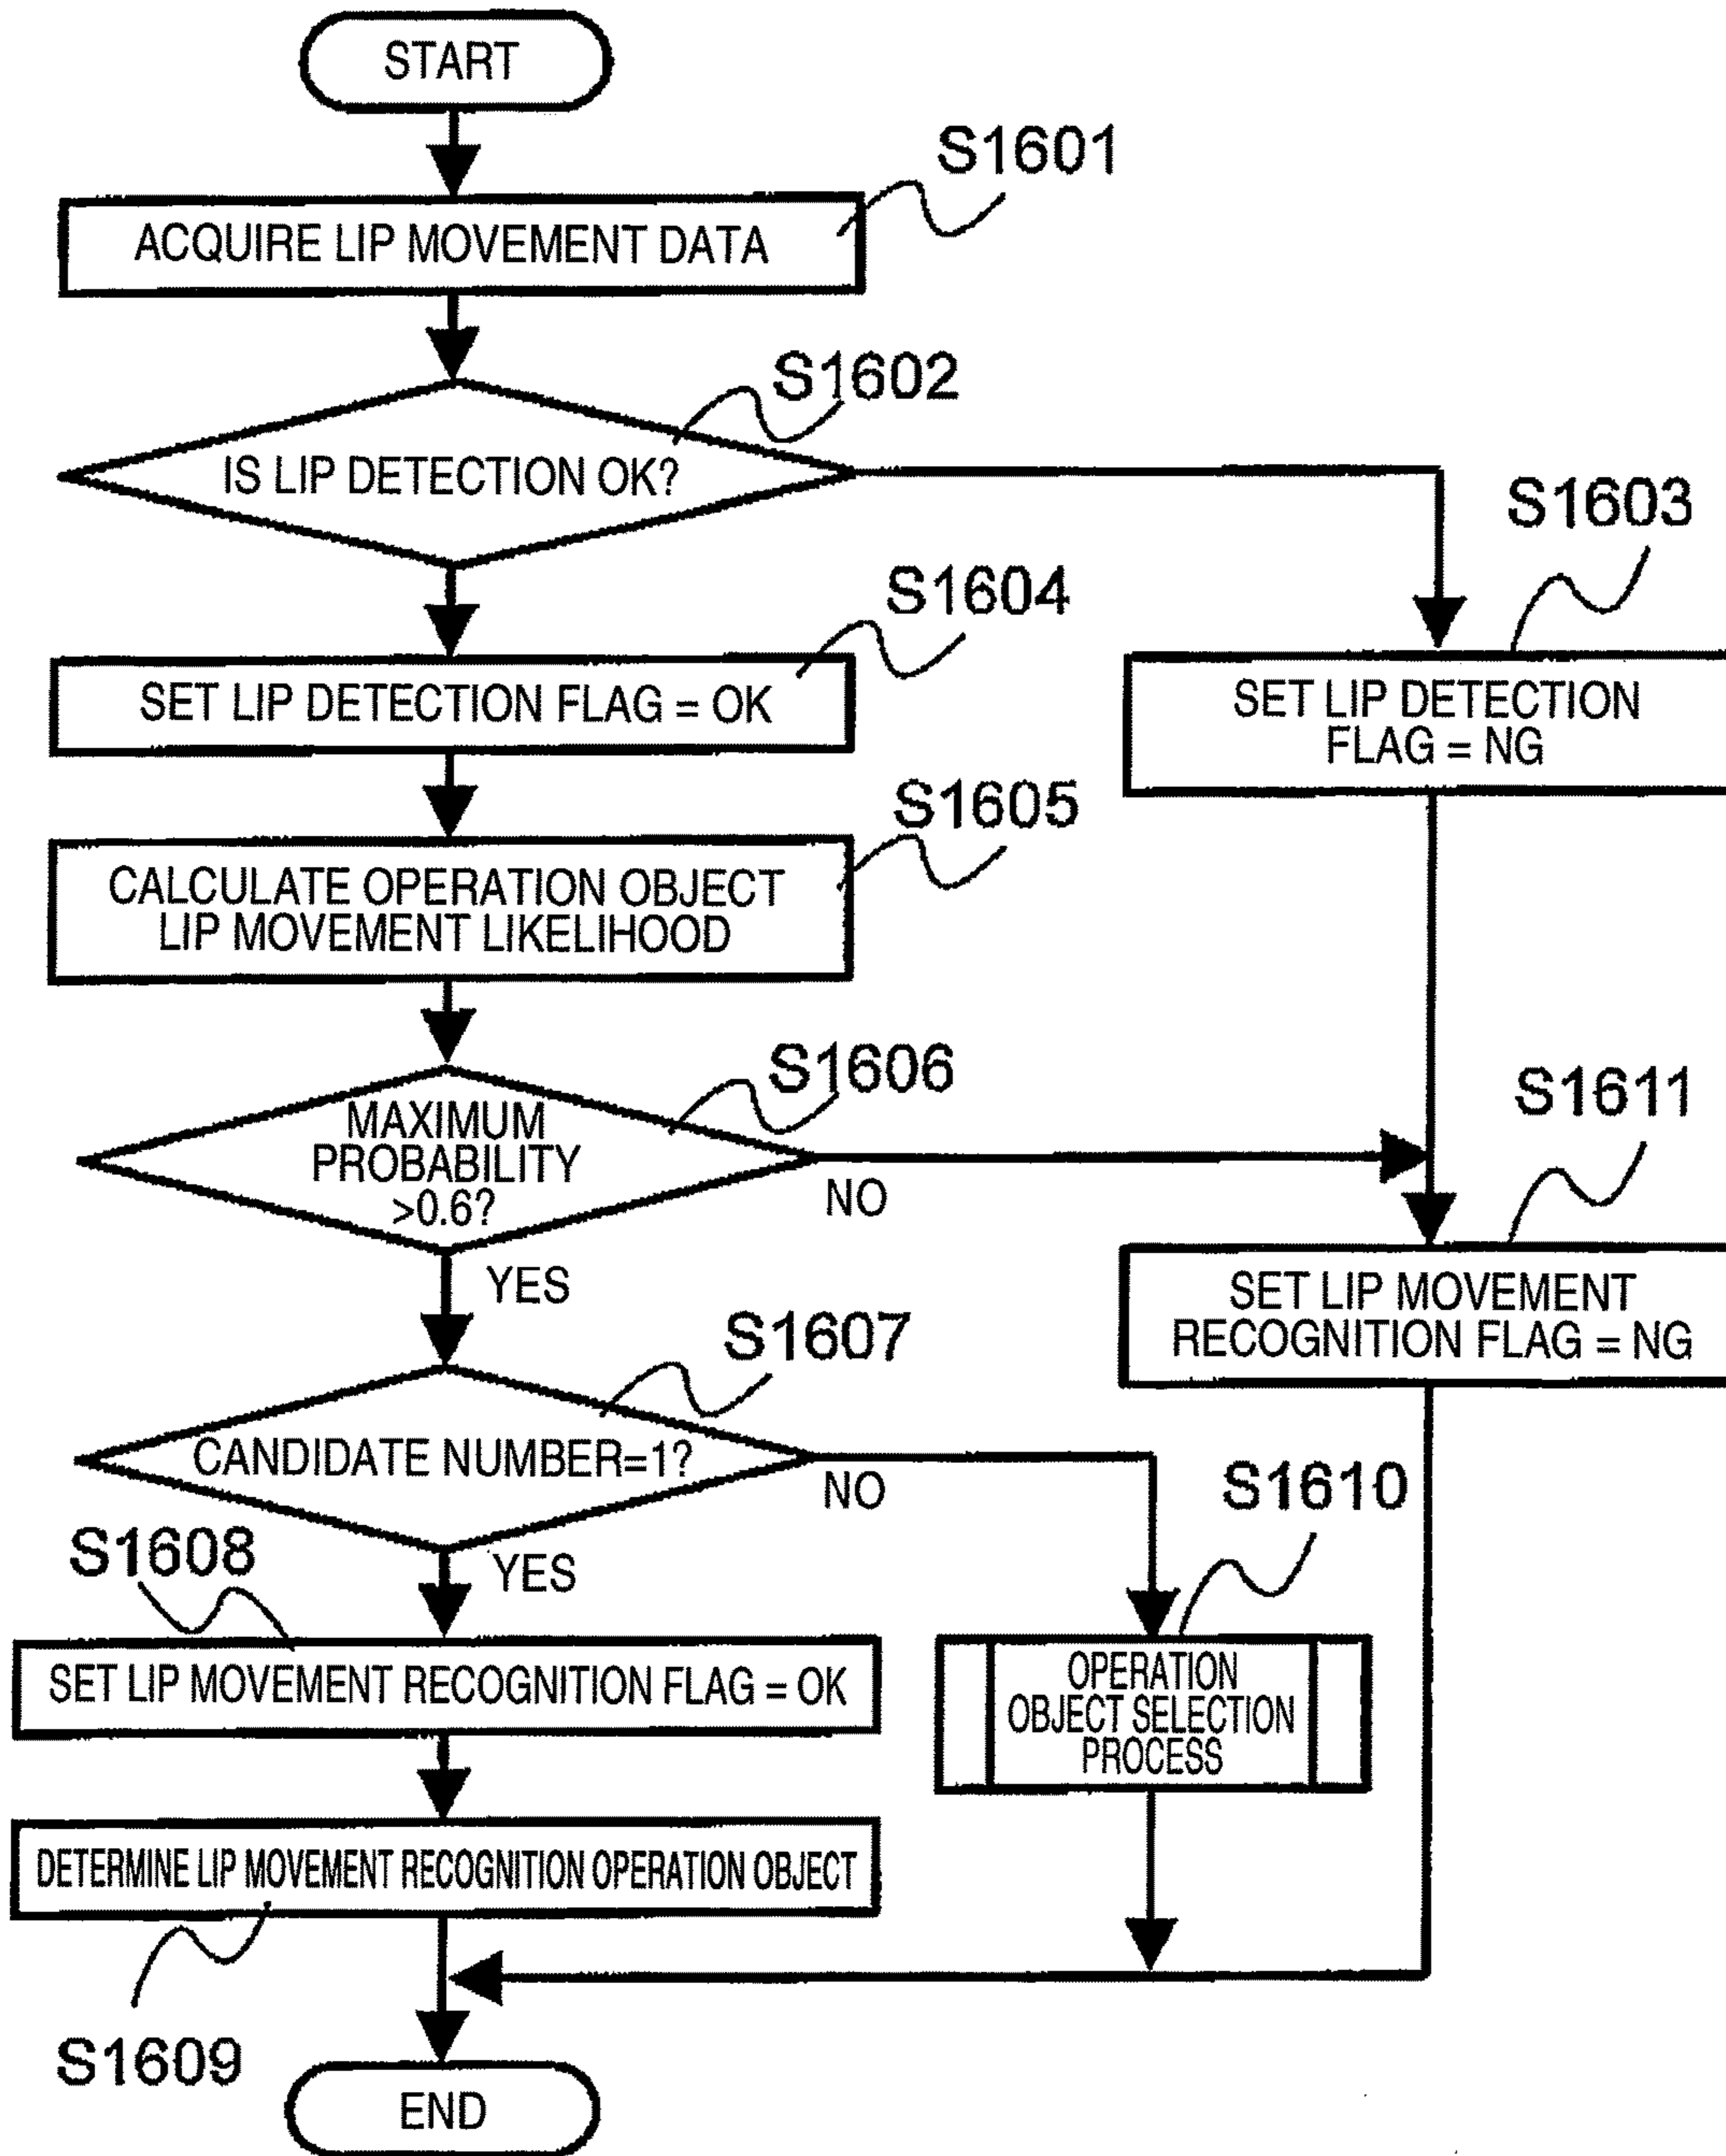 START
S1601
ACQUIRE LIP MOVEMENT DATA
S1602
IS LIP DETECTION OK?
S1603
S1604
SET LIP DETECTION FLAG = OK
SET LIP DETECTION
FLAG = NG
S1605
CALCULATE OPERATION OBJECT
LIP MOVEMENT LIKELIHOOD
S1606
MAXIMUM
PROBABILITY
>0.6?
NO
YES
S1611
SET LIP MOVEMENT
RECOGNITION FLAG = NG
S1607
CANDIDATE NUMBER=1?
NO
YES
S1610
S1608
SET LIP MOVEMENT RECOGNITION FLAG = OK
OPERATION
OBJECT SELECTION
PROCESS
DETERMINE LIP MOVEMENT RECOGNITION OPERATION OBJECT
S1609
END